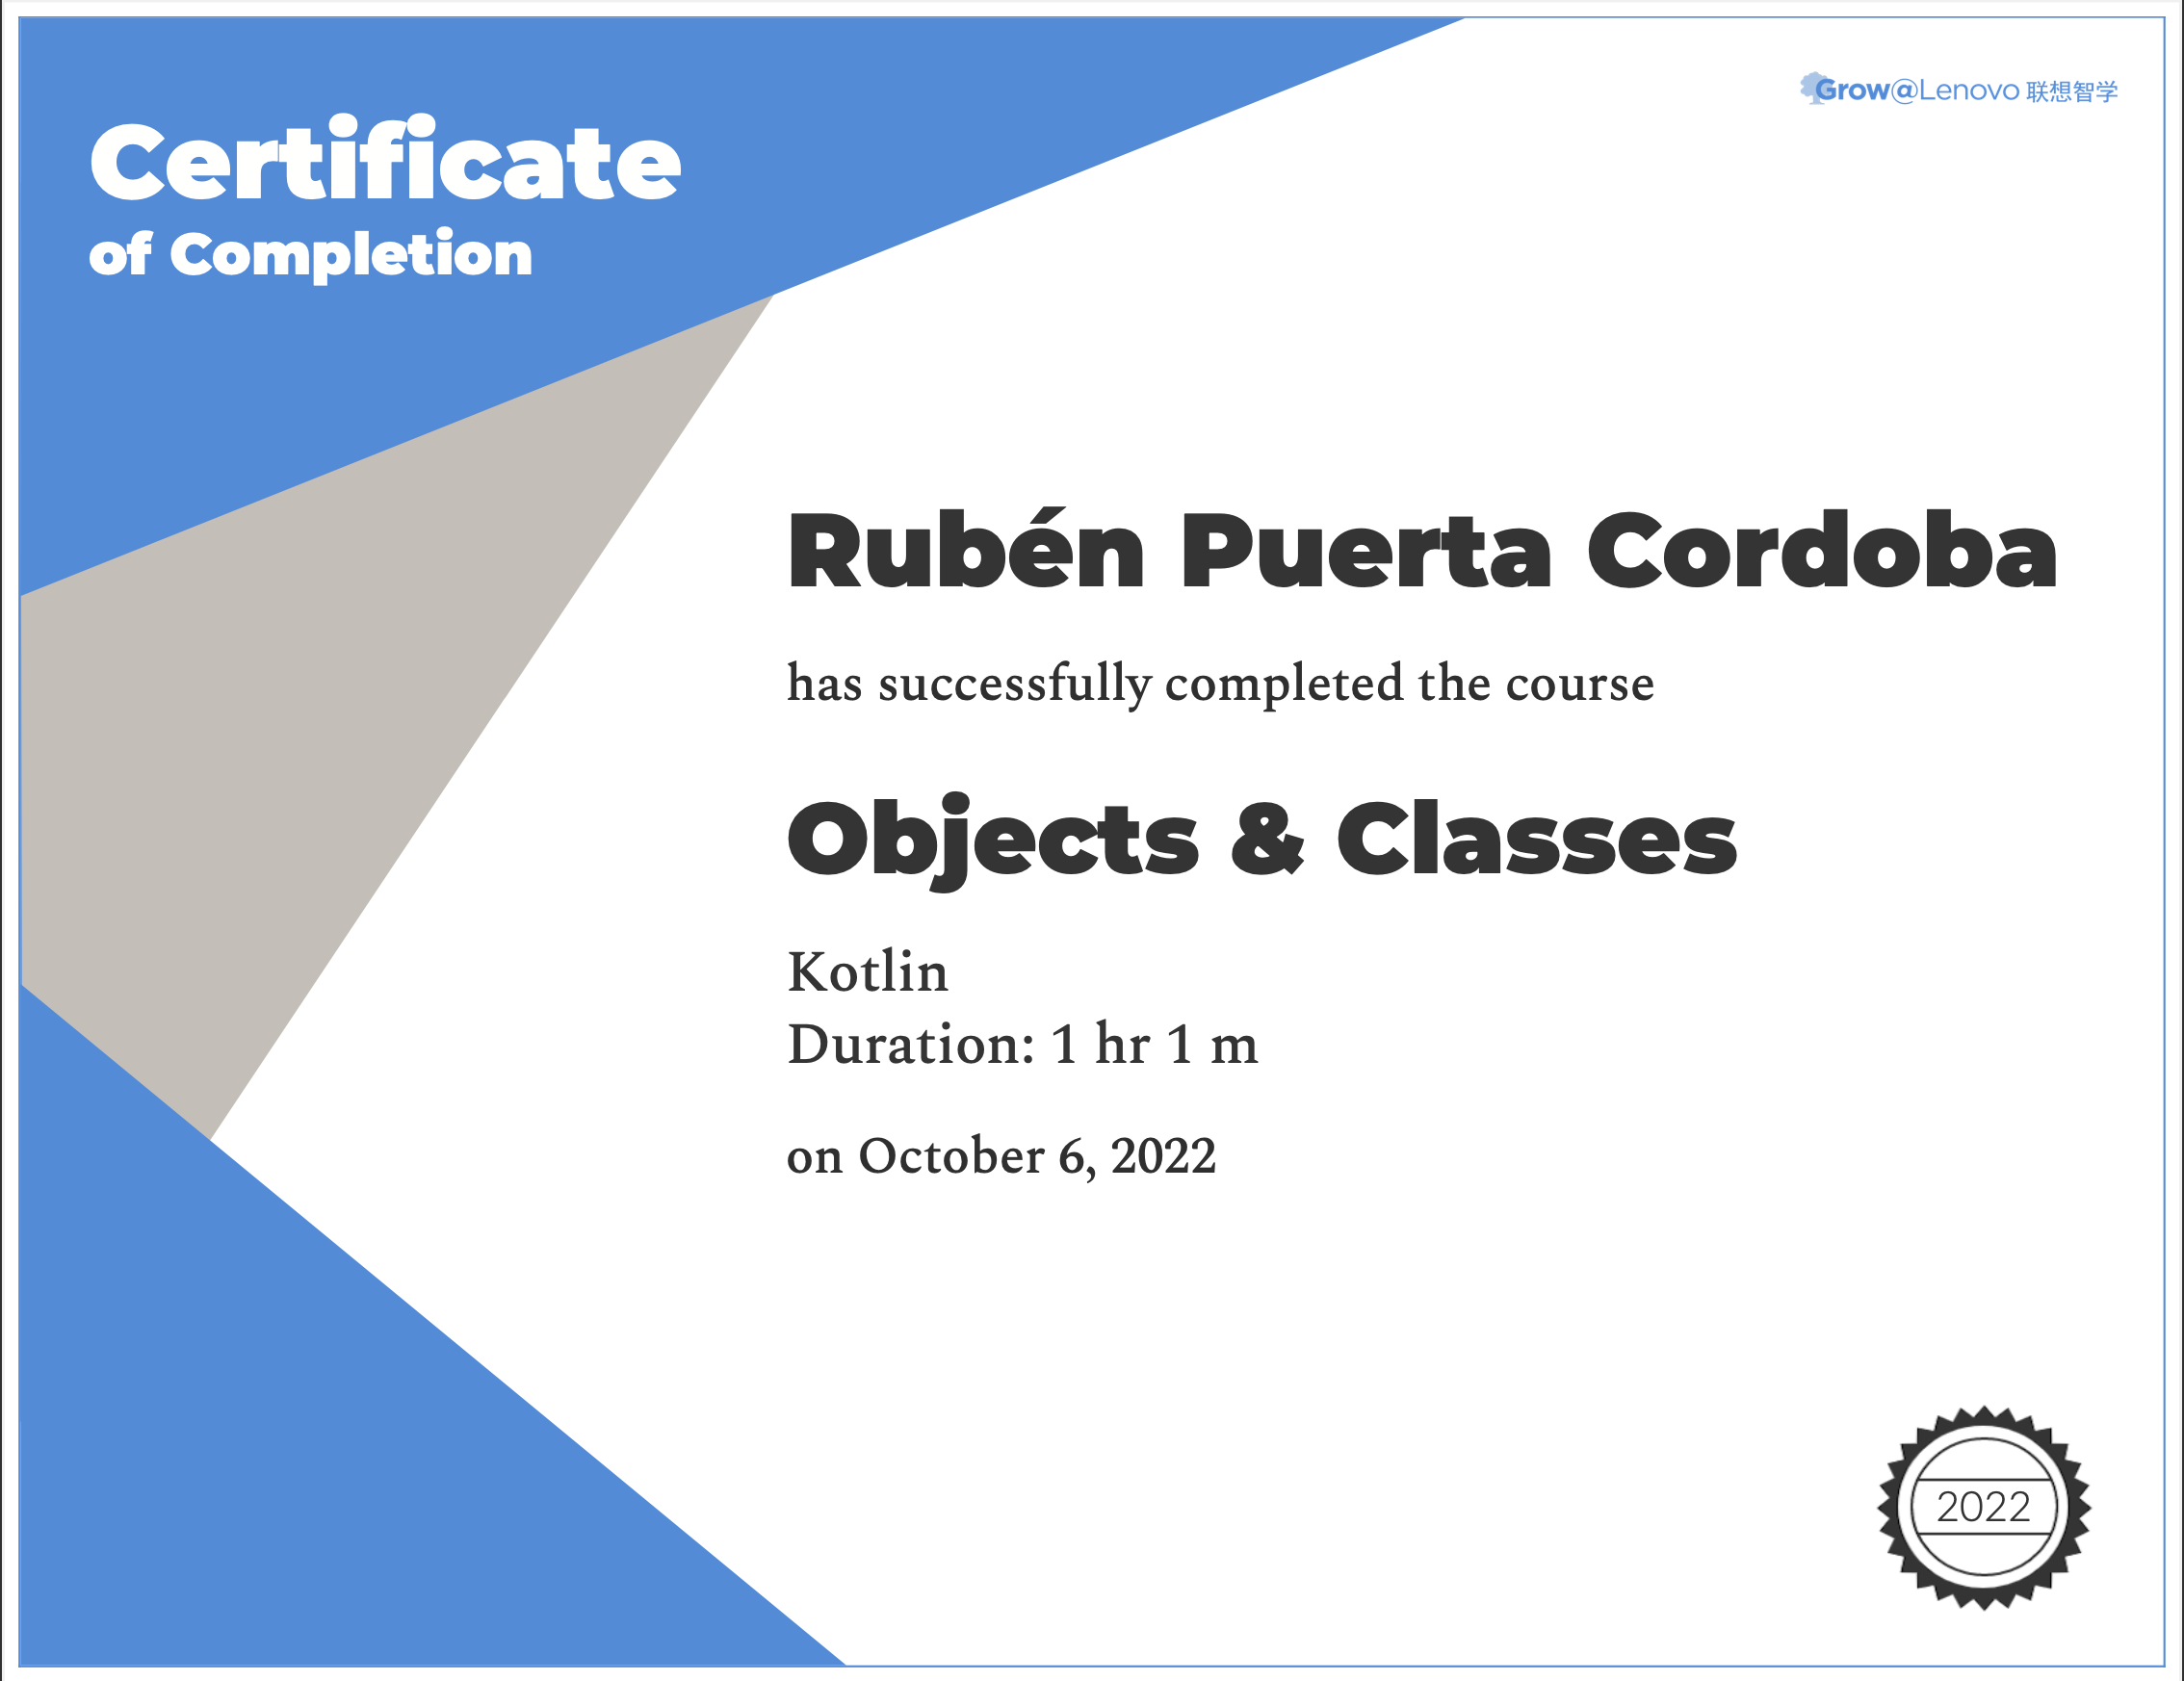 Certificate
of Completion
Grow@Lenovo 联想智学
Rubén Puerta Cordoba
has successfully completed the course
Objects & Classes
Kotlin
Duration: 1 hr 1 m
on October 6, 2022
2022